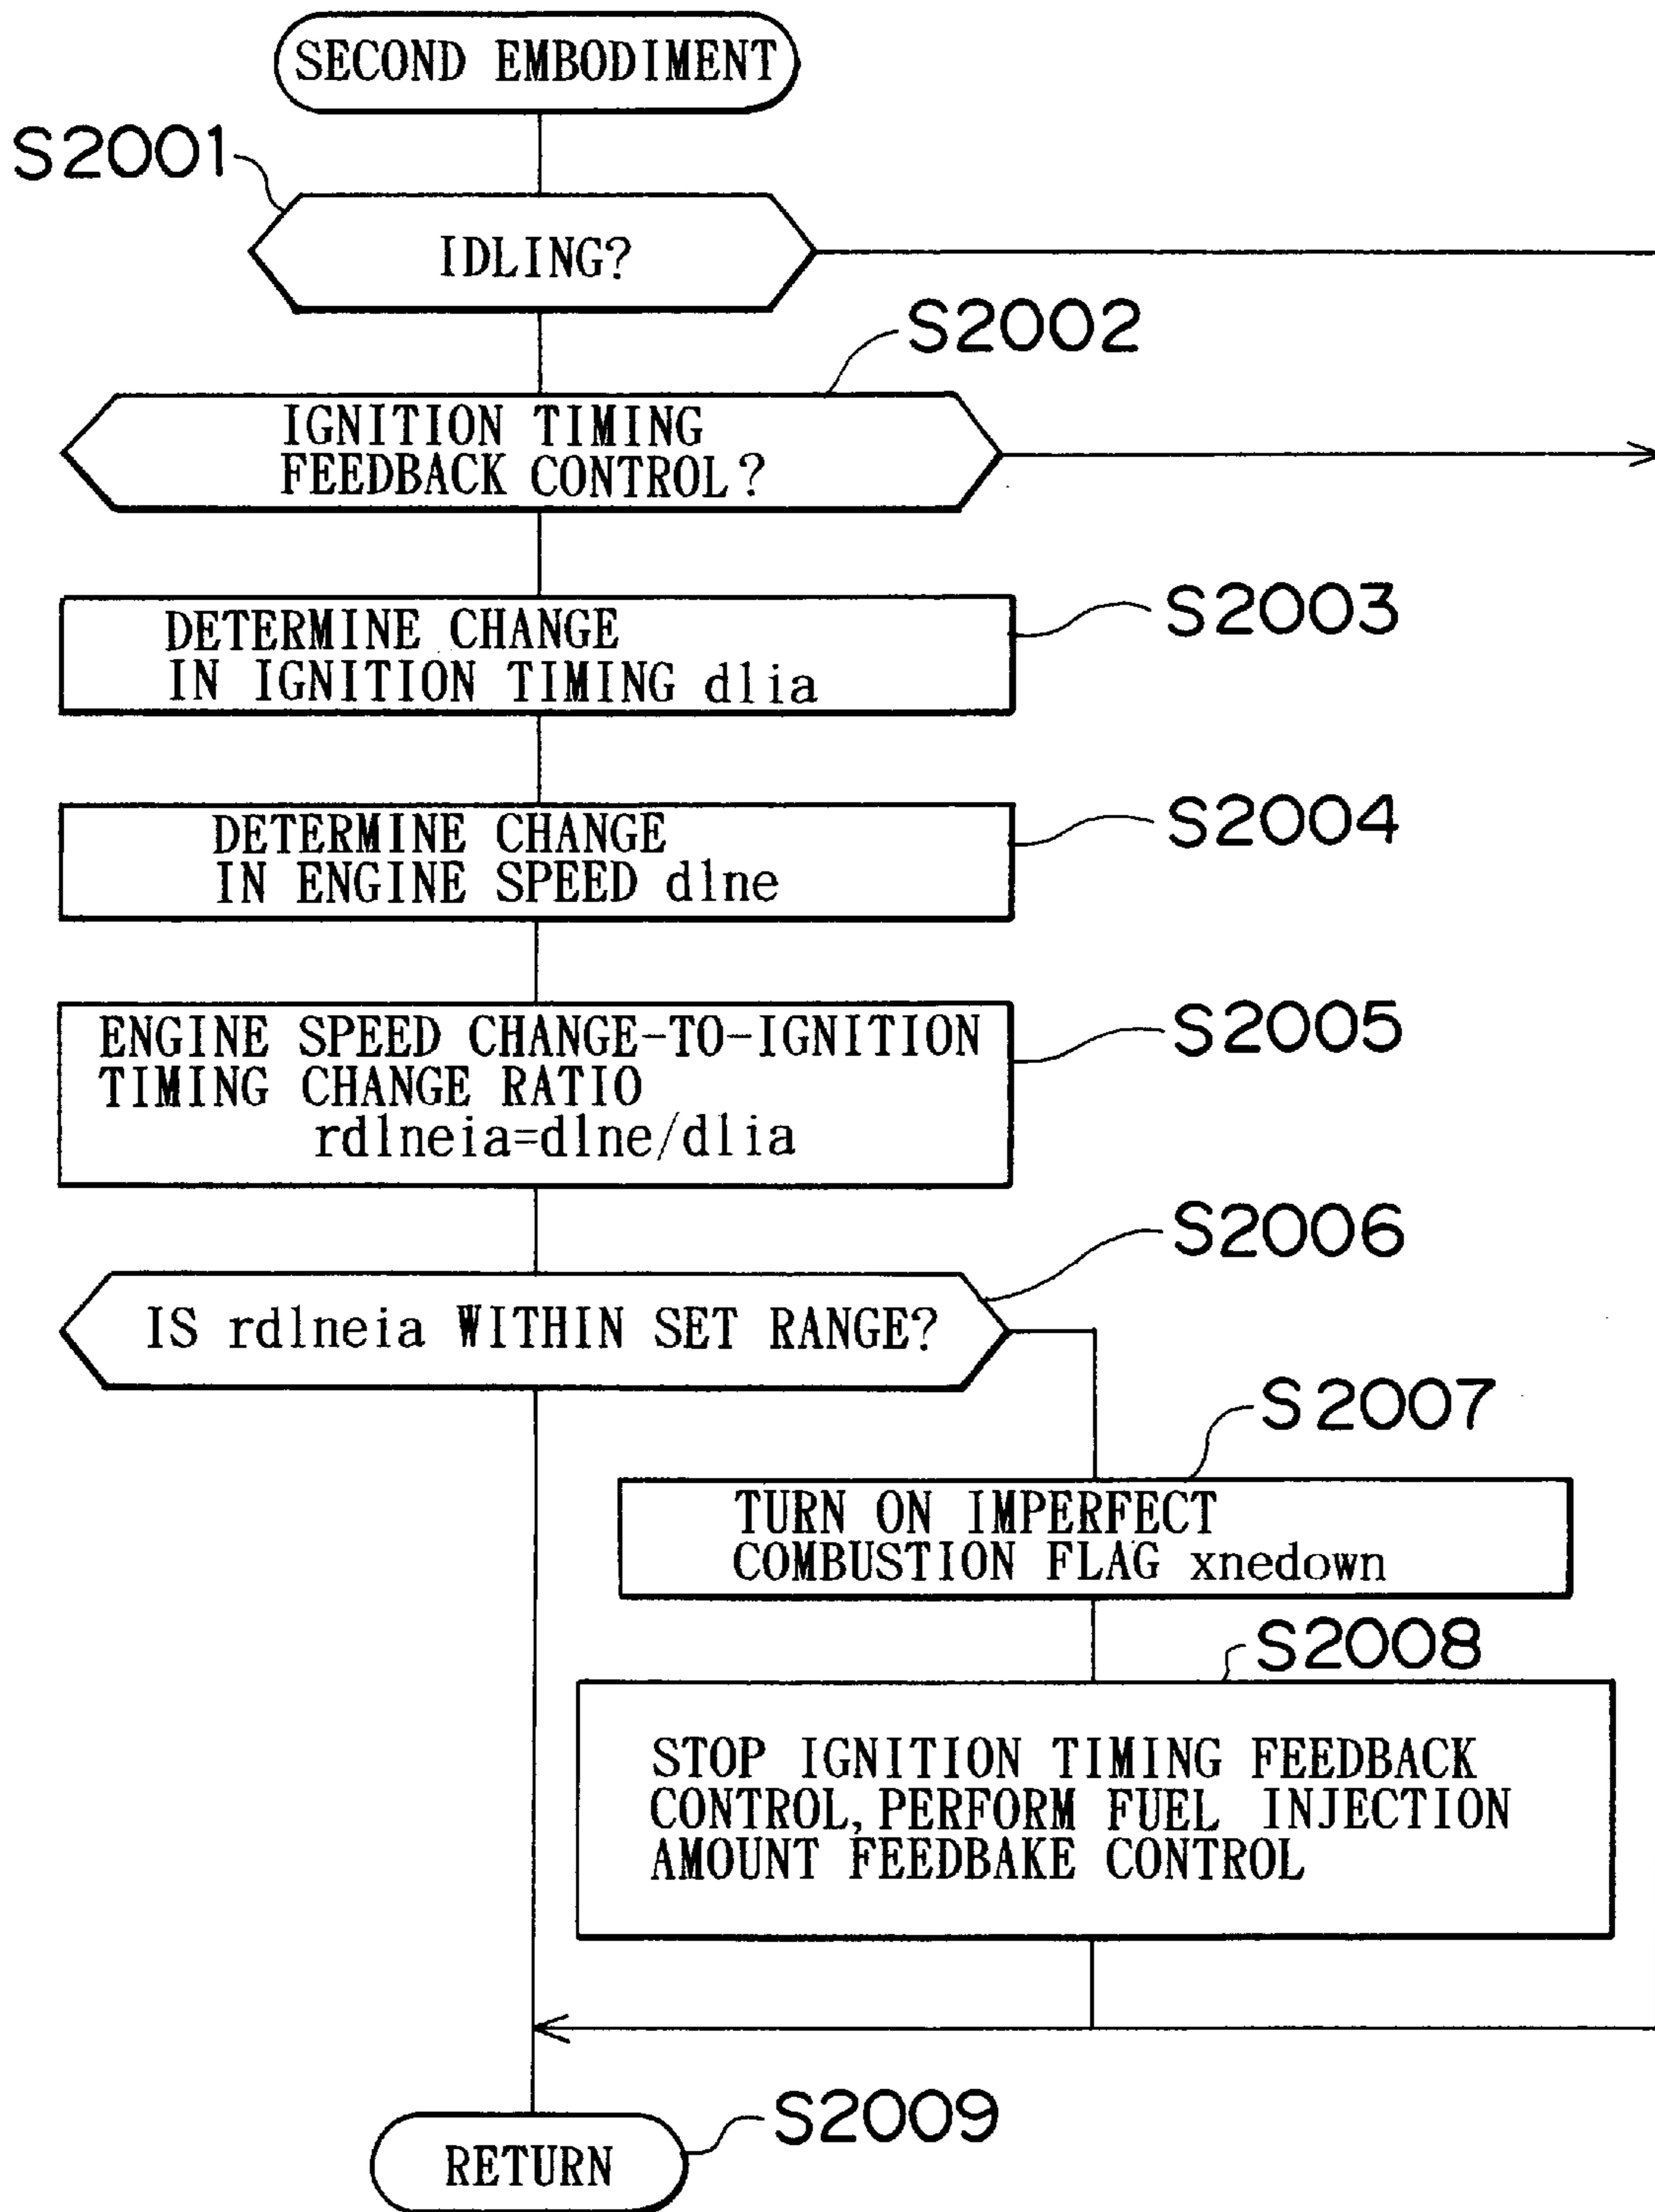 SECOND EMBODIMENT
S2001
IDLING?
S2002
IGNITION TIMING
FEEDBACK CONTROL?
S2003
DETERMINE CHANGE
IN IGNITION TIMING dlia
S2004
DETERMINE CHANGE
IN ENGINE SPEED dlne
S2005
ENGINE SPEED CHANGE-TO-IGNITION
TIMING CHANGE RATIO
rdlneia=dlne/dlia
S2006
IS rdlneia WITHIN SET RANGE?
S2007
TURN ON IMPERFECT
COMBUSTION FLAG xnedown
S2008
STOP IGNITION TIMING FEEDBACK
CONTROL, PERFORM FUEL INJECTION
AMOUNT FEEDBAKE CONTROL
S2009
RETURN